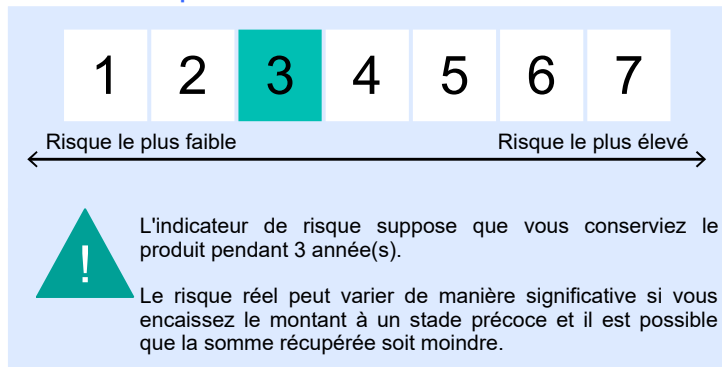 1 2 3 4 5 6 7
Risque le plus faible Risque le plus élevé
!
L'indicateur de risque suppose que vous conserviez le
produit pendant 3 année(s).
Le risque réel peut varier de manière significative si vous
encaissez le montant à un stade précoce et il est possible
que la somme récupérée soit moindre.